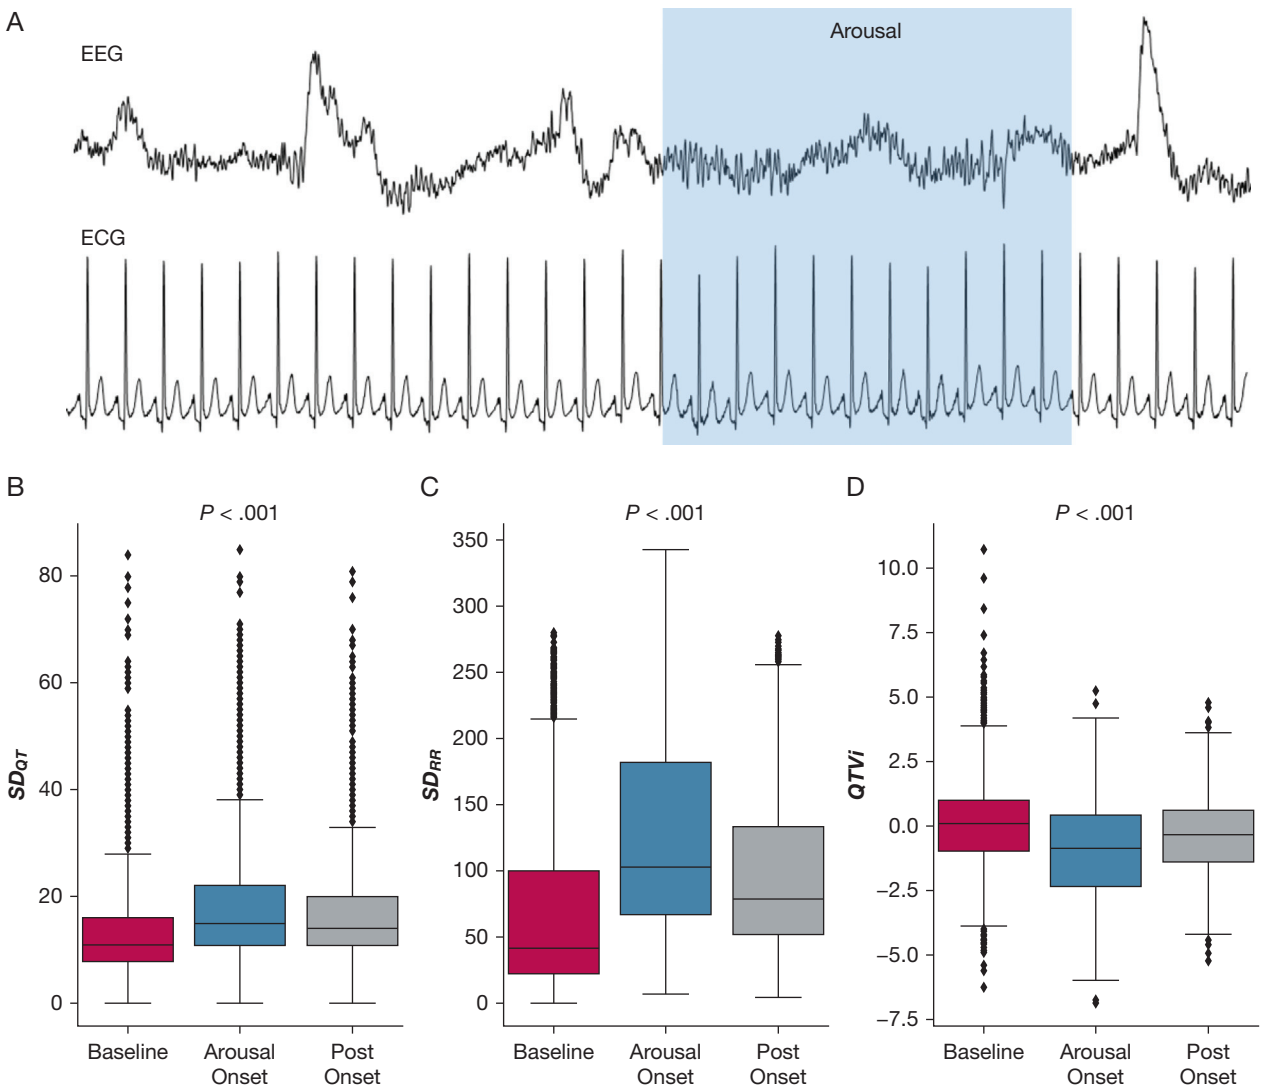 A
EEG
Arousal
ECG
B
P < .001
80
60
40
20
0
SDQT
Baseline
Arousal
Onset
Post
Onset
C
P < .001
350
300
250
200
150
100
50
0
SDRR
Baseline
Arousal
Onset
Post
Onset
D
P < .001
10.0
7.5
5.0
2.5
0.0
−2.5
−5.0
−7.5
QTVi
Baseline
Arousal
Onset
Post
Onset